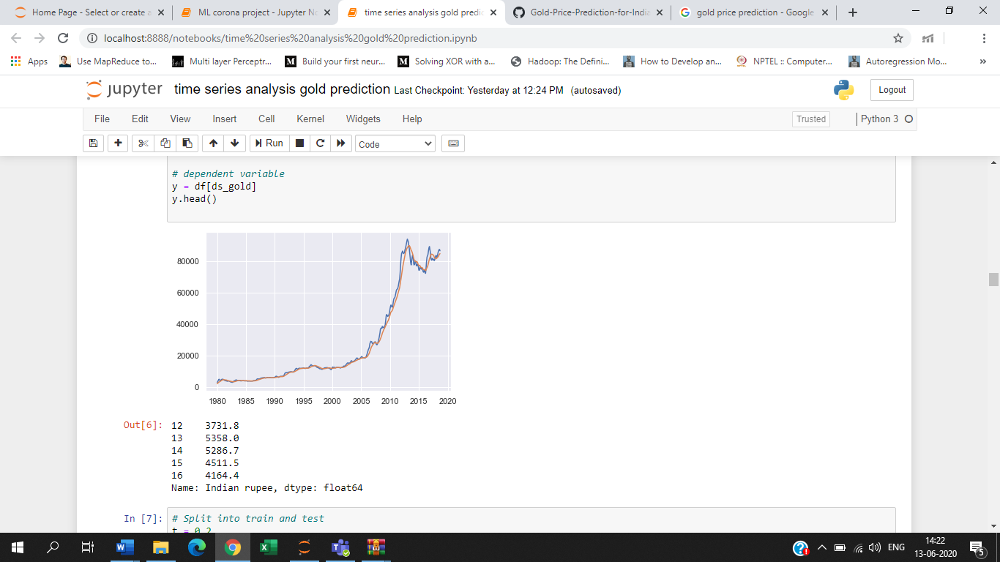 Home Page - Select or create a
ML corona project - Jupyter No
time series analysis gold predic
Gold-Price-Prediction-for-India
gold price prediction - Google
localhost:8888/notebooks/time%20series%20analysis%20gold%20prediction.ipynb
Apps
Use MapReduce to...
Multi layer Perceptr...
M Build your first neur...
M Solving XOR with a...
Hadoop: The Defini...
How to Develop an...
NPTEL :: Computer...
Autoregression Mo...
»
jupyter time series analysis gold prediction Last Checkpoint: Yesterday at 12:24 PM (autosaved)
Logout
File Edit View Insert Cell Kernel Widgets Help
Trusted
Python 3
Run
Code
# dependent variable
y = df[ds_gold]
y.head()
80000
60000
40000
20000
0
1980 1985 1990 1995 2000 2005 2010 2015 2020
Out[6]: 12 3731.8
13 5358.0
14 5286.7
15 4511.5
16 4164.4
Name: Indian rupee, dtype: float64
In [7]: # Split into train and test
t = 0.2
ENG
14:22
13-06-2020
5